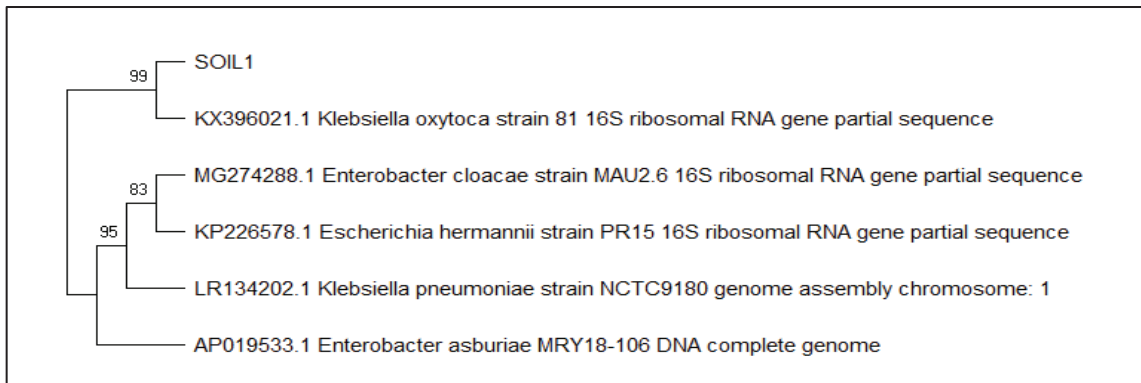 SOIL1
99
KX396021.1 Klebsiella oxytoca strain 81 16S ribosomal RNA gene partial sequence
MG274288.1 Enterobacter cloacae strain MAU2.6 16S ribosomal RNA gene partial sequence
83
KP226578.1 Escherichia hermannii strain PR15 16S ribosomal RNA gene partial sequence
95
LR134202.1 Klebsiella pneumoniae strain NCTC9180 genome assembly chromosome: 1
AP019533.1 Enterobacter asburiae MRY18-106 DNA complete genome